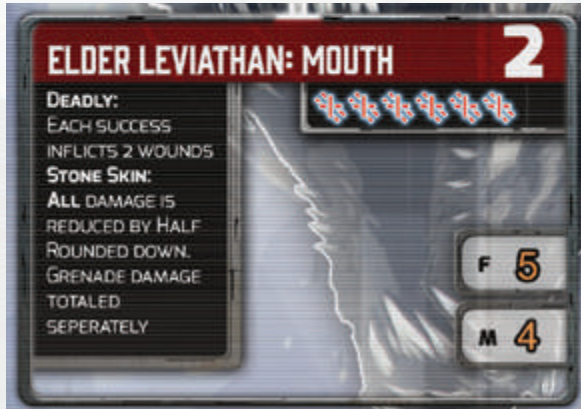 ELDER LEVIATHAN: MOUTH 2
DEADLY:
EACH SUCCESS
INFLICTS 2 WOUNDS
STONE SKIN:
ALL DAMAGE IS
REDUCED BY HALF
ROUNDED DOWN.
GRENADE DAMAGE
TOTALED
SEPERATELY
F 5
M 4